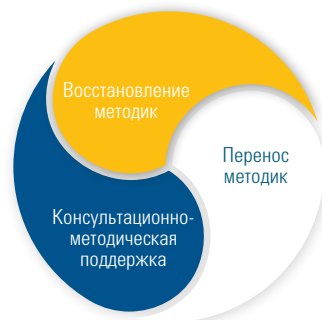 Восстановление
методик
Перенос
методик
Консультационно-
методическая
поддержка